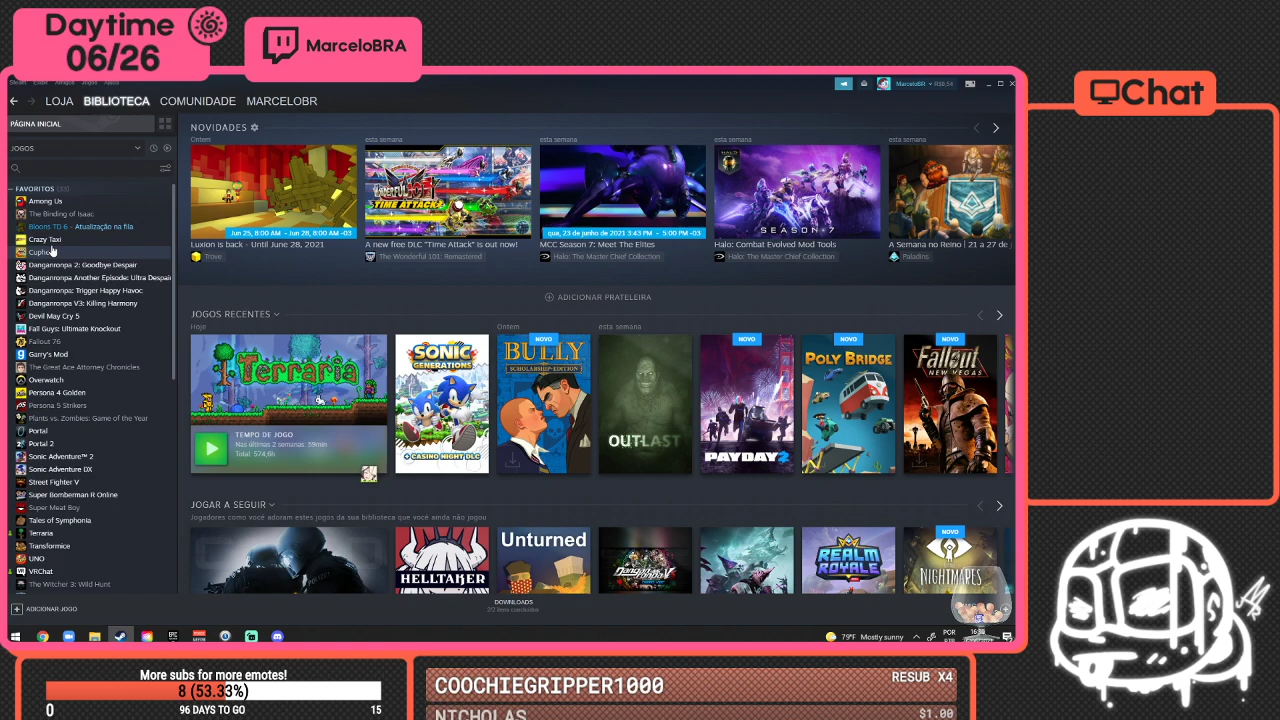 Daytime
06/26
MarceloBRA
Chat
MarceloBR
LOJA BIBLIOTECA COMUNIDADE MARCELOBR
PÁGINA INICIAL
JOGOS
FAVORITOS (33)
Among Us
The Binding of Isaac
Bloons TD 6 - Atualização na fila
Crazy Taxi
Danganronpa 2: Goodbye Despair
Danganronpa Another Episode: Ultra Despair
Danganronpa: Trigger Happy Havoc
Danganronpa V3: Killing Harmony
Devil May Cry 5
Fall Guys: Ultimate Knockout
Fallout 76
Garry's Mod
The Great Ace Attorney Chronicles
Overwatch
Persona 4 Golden
Persona 5 Strikers
Plants vs. Zombies: Game of the Year
Portal
Portal 2
Sonic Adventure™ 2
Sonic Adventure DX
Street Fighter V
Super Bomberman R Online
Super Meat Boy
Tales of Symphonia
Terraria
Transformice
UNO
VRChat
The Witcher 3: Wild Hunt
ADICIONAR JOGO
NOVIDADES
Ontem
esta semana
esta semana
esta semana
esta semana
WONDERFUL 101
TIME ATTACK
SEASON 7
Jun 25, 8:00 AM - Jun 28, 8:00 AM -03
qua, 23 de junho de 2021 3:43 PM - 5:00 PM -03
Luxion is back - Until June 28, 2021
A new free DLC "Time Attack" is out now!
MCC Season 7: Meet The Elites
Halo: Combat Evolved Mod Tools
A Semana no Reino | 21 a 27 de
Trove
The Wonderful 101: Remastered
Halo: The Master Chief Collection
Halo: The Master Chief Collection
Paladins
ADICIONAR PRATELEIRA
JOGOS RECENTES
Hoje
Ontem
esta semana
NOVO
NOVO
NOVO
NOVO
Terraria
SONIC
GENERATIONS
+ CASINO NIGHT DLC
BULLY
SCHOLARSHIP EDITION
OUTLAST
PAYDAY 2
POLY BRIDGE
Fallout
NEW VEGAS
TEMPO DE JOGO
Nas últimas 2 semanas: 59min
Total: 574,6h
JOGAR A SEGUIR
Jogadores como você adoram estes jogos da sua biblioteca que você ainda não jogou
HELLTAKER
Unturned
REALM
ROYALE
NOVO
NIGHTMARES
DOWNLOADS
79°F Mostly sunny
POR
More subs for more emotes!
8 (53.33%)
0 96 DAYS TO GO 15
COOCHIEGRIPPER1000 RESUB X4
NICHOLAS $1.00